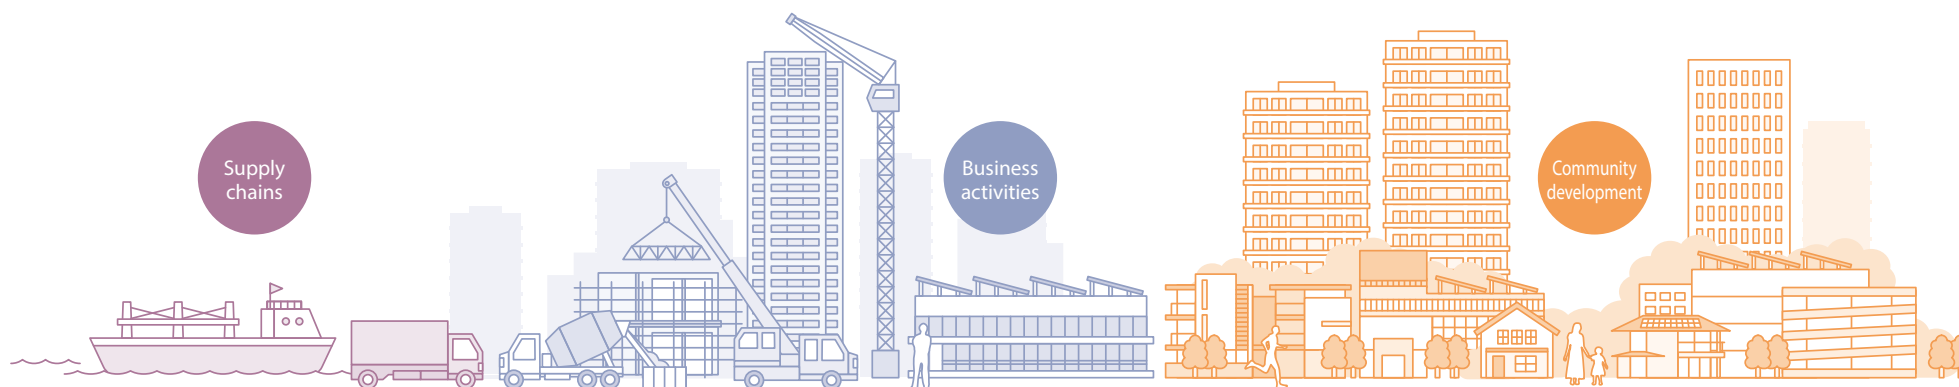 Supply
chains
Business
activities
Community
development